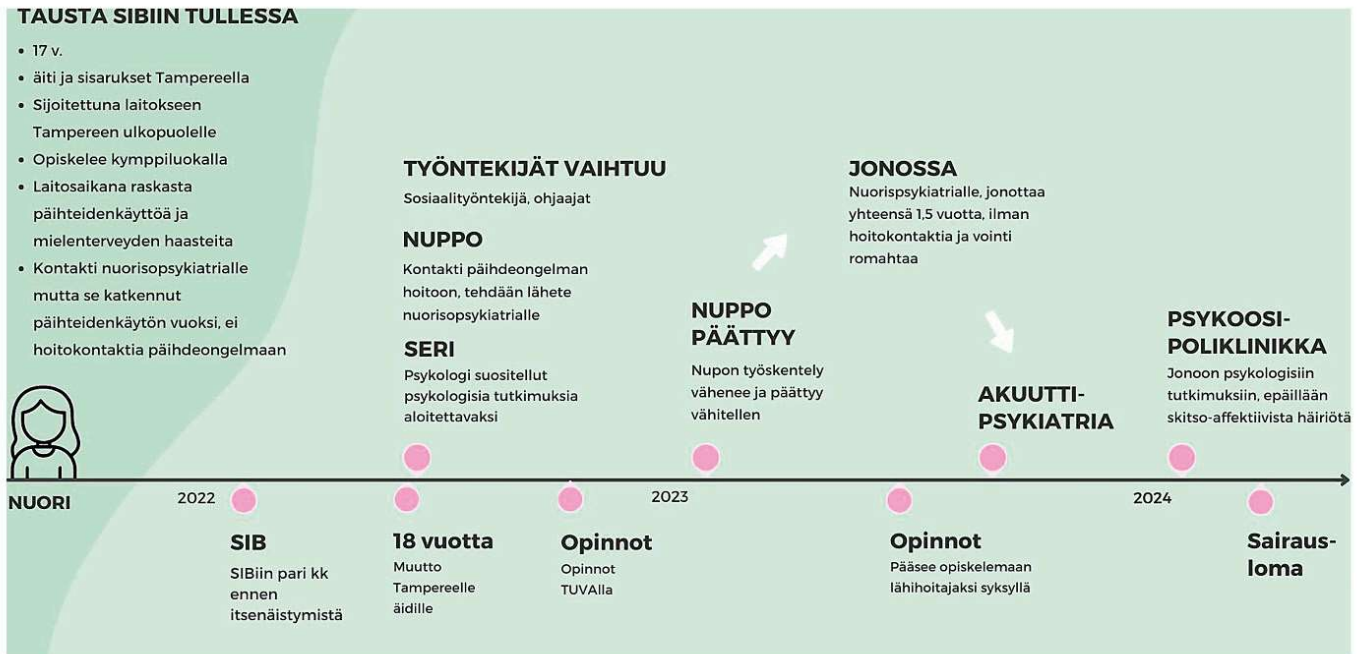 TAUSTA SIBIIN TULLESSA
• 17 v.
• äiti ja sisarukset Tampereella
• Sijoitettuna laitokseen
Tampereen ulkopuolelle
• Opiskelee kymppiluokalla
• Laitosaikana raskasta
päihteidenkäyttöä ja
mielenterveyden haasteita
• Kontakti nuorisopsykiatrialle
mutta se katkennut
päihteidenkäytön vuoksi, ei
hoitokontaktia päihdeongelmaan
NUORI
TYÖNTEKIJÄT VAIHTUU
Sosiaalityöntekijä, ohjaajat
NUPPO
Kontakti päihdeongelman
hoitoon, tehdään lähete
nuorisopsykiatrialle
SERI
Psykologi suositellut
psykologisia tutkimuksia
aloitettavaksi
NUPPO
PÄÄTTYY
Nupon työskentely
vähenee ja päättyy
vähitellen
JONOSSA
Nuorispsykiatrialle, jonottaa
yhteensä 1,5 vuotta, ilman
hoitokontaktia ja vointi
romahtaa
AKUUTTI-
PSYKIATRIA
PSYKOOSI-
POLIKLINIKKA
Jonoon psykologisiin
tutkimuksiin, epäillään
skitso-affektiivista häiriötä
2022
2023
2024
SIB
SIBiin pari kk
ennen
itsenäistymistä
18 vuotta
Muutto
Tampereelle
äidille
Opinnot
Opinnot
TUVAlla
Opinnot
Pääsee opiskelemaan
lähihoitajaksi syksyllä
Sairaus-
loma